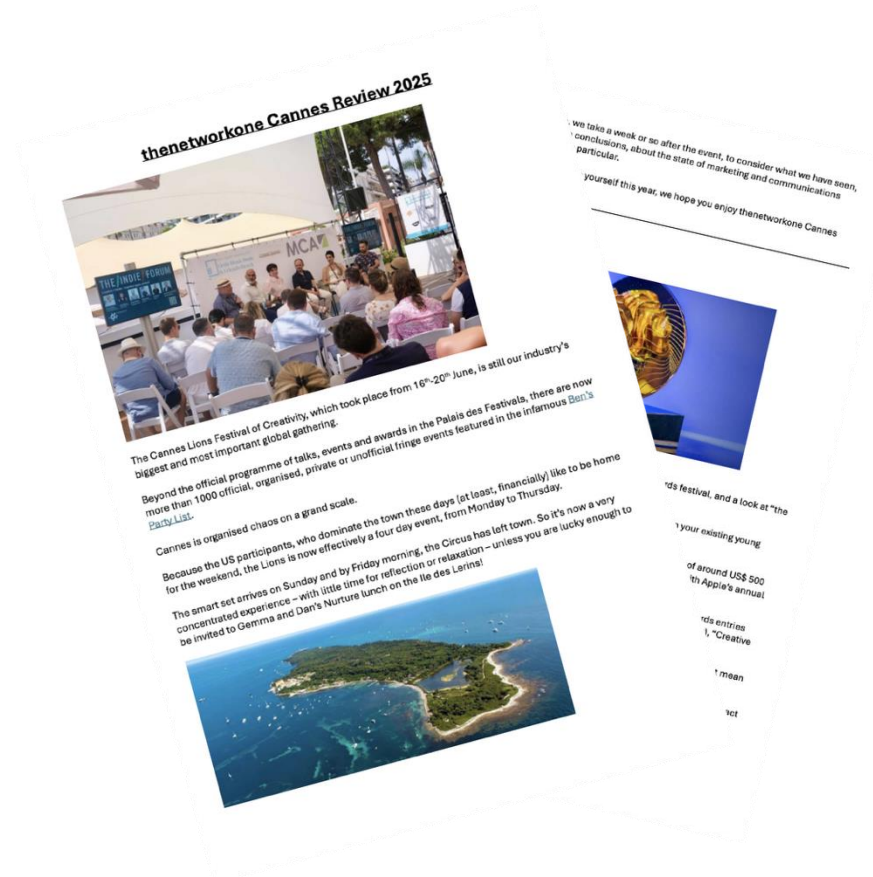 thenetworkone Cannes Review 2025
MCA
THE/INDIE/FORUM
The Cannes Lions Festival of Creativity, which took place from 16th-20th June, is still our industry's
biggest and most important global gathering.
Beyond the official programme of talks, events and awards in the Palais des Festivals, there are now
more than 1000 official, organised, private or unofficial fringe events featured in the infamous Ben's
Party List.
Cannes is organised chaos on a grand scale.
Because the US participants, who dominate the town these days (at least, financially) like to be home
for the weekend, the Lions is now effectively a four day event, from Monday to Thursday.
The smart set arrives on Sunday and by Friday morning, the Circus has left town. So it's now a very
concentrated experience – with little time for reflection or relaxation – unless you are lucky enough to
be invited to Gemma and Dan's Nurture lunch on the Ile des Lerins!
, we take a week or so after the event, to consider what we have seen,
conclusions, about the state of marketing and communications
particular.
yourself this year, we hope you enjoy thenetworkone Cannes
rds festival, and a look at "the
your existing young
of around US$ 500
ith Apple's annual
rds entries
"Creative
mean
act